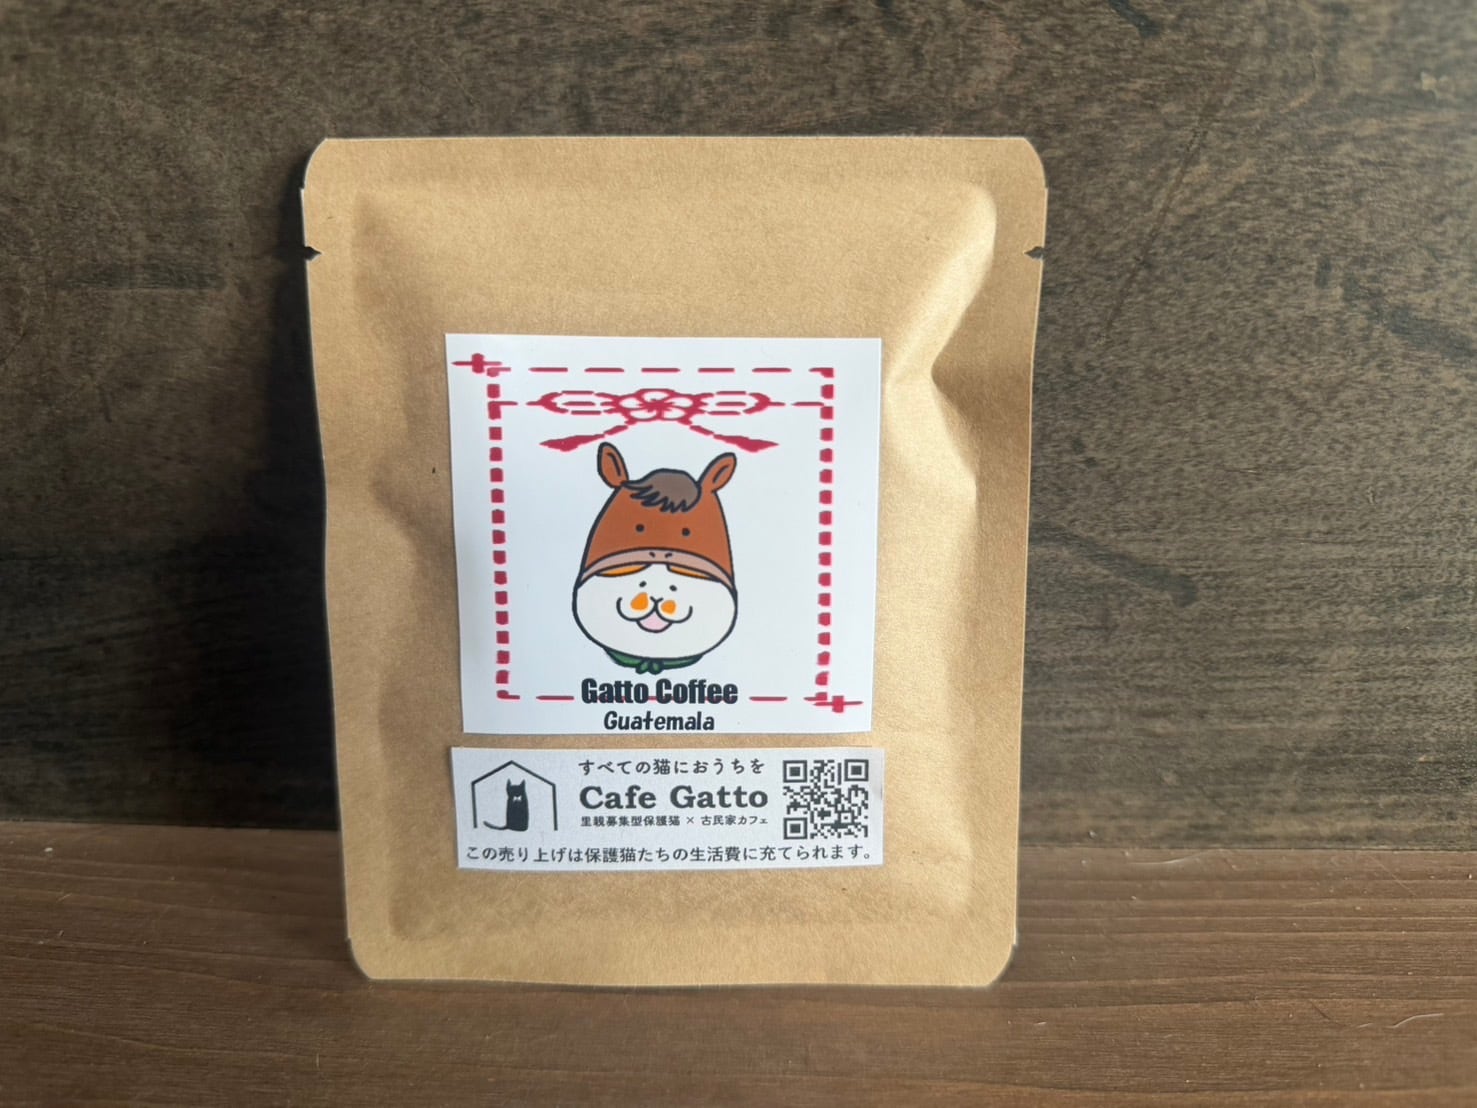 Gatto Coffee
Guatemala
すべての猫におうちを
Cafe Gatto
里親募集型保護猫 × 古民家カフェ
この売り上げは保護猫たちの生活費に充てられます。